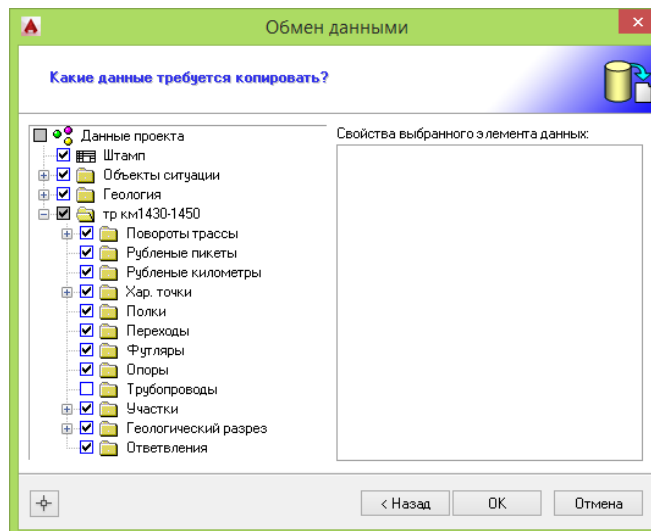 Обмен данными
Какие данные требуется копировать?
Данные проекта
Штамп
Объекты ситуации
Геология
тр км1430-1450
Повороты трассы
Рубленые пикеты
Рубленые километры
Хар. точки
Полки
Переходы
Футляры
Опоры
Трубопроводы
Участки
Геологический разрез
Ответвления
Свойства выбранного элемента данных:
< Назад
OK
Отмена